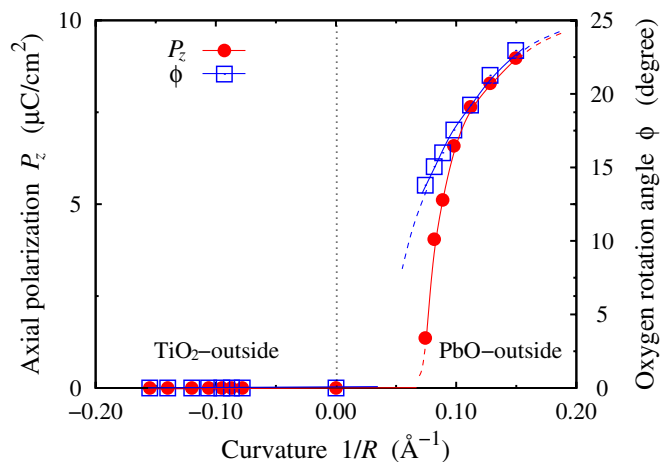 10
5
0
Axial polarization P_z (μC/cm²)
P_z
ϕ
25
20
15
10
5
0
Oxygen rotation angle ϕ (degree)
TiO₂−outside
PbO−outside
−0.20 −0.10 0.00 0.10 0.20
Curvature 1/R (Å⁻¹)